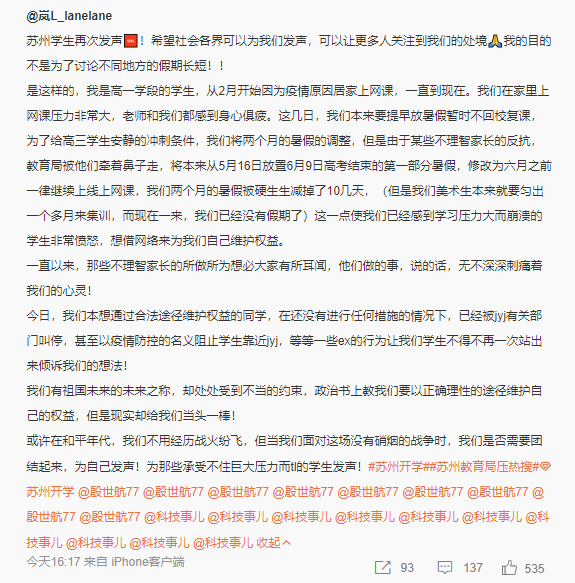 @岚L_lanelane
苏州学生再次发声🆘！希望社会各界可以为我们发声，可以让更多人关注到我们的处境🙏我的目的
不是为了讨论不同地方的假期长短！！
是这样的，我是高一学段的学生，从2月开始因为疫情原因居家上网课，一直到现在。我们在家里上
网课压力非常大，老师和我们都感到身心俱疲。这几日，我们本来要提早放暑假暂时不回校复课，
为了给高三学生安静的冲刺条件，我们将两个月的暑假的调整，但是由于某些不理智家长的反抗，
教育局被他们牵着鼻子走，将本来从5月16日放置6月9日高考结束的第一部分暑假，修改为六月之前
一律继续上线上网课，我们两个月的暑假被硬生生减掉了10几天，（但是我们美术生本来就要匀出
一个多月来集训，而现在一来，我们已经没有假期了）这一点使我们已经感到学习压力大而崩溃的
学生非常愤怒，想借网络来为我们自己维护权益。
一直以来，那些不理智家长的所做所为想必大家有所耳闻，他们做的事，说的话，无不深深刺痛着
我们的心灵！
今日，我们本想通过合法途径维护权益的同学，在还没有进行任何措施的情况下，已经被jyj有关部
门叫停，甚至以疫情防控的名义阻止学生靠近jyj，等等一些ex的行为让我们学生不得不再一次站出
来倾诉我们的想法！
我们有祖国未来的未来之称，却处处受到不当的约束，政治书上教我们要以正确理性的途径维护自
己的权益，但是现实却给我们当头一棒！
或许在和平年代，我们不用经历战火纷飞，但当我们面对这场没有硝烟的战争时，我们是否需要团
结起来，为自己发声！为那些承受不住巨大压力而tl的学生发声！#苏州开学##苏州教育局压热搜#
苏州开学 @殷世航77 @殷世航77 @殷世航77 @殷世航77 @殷世航77 @殷世航77 @殷世航77 @
殷世航77 @殷世航77 @科技事儿 @科技事儿 @科技事儿 @科技事儿 @科技事儿 @科技事儿 @科
技事儿 @科技事儿 @科技事儿 @科技事儿 收起
今天16:17 来自 iPhone客户端
93 137 535